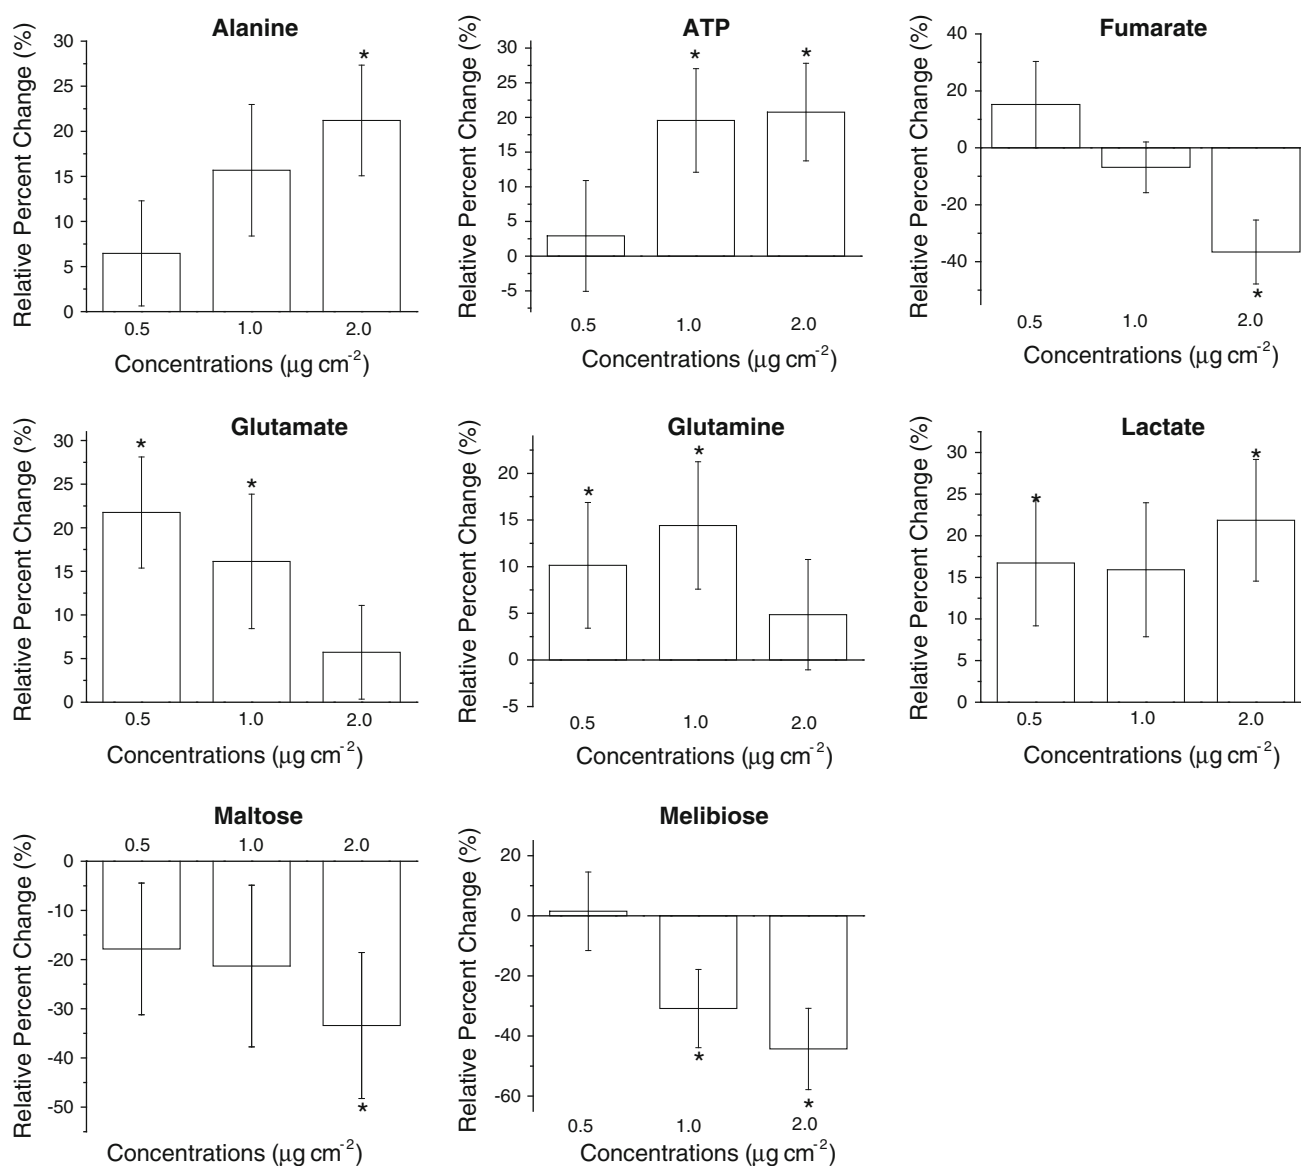 Alanine
Relative Percent Change (%)
30
25
20
15
10
5
0
*
0.5 1.0 2.0
Concentrations (μg cm-2)
ATP
Relative Percent Change (%)
30
25
20
15
10
5
0
-5
* *
0.5 1.0 2.0
Concentrations (μg cm-2)
Fumarate
Relative Percent Change (%)
40
20
0
-20
-40
*
0.5 1.0 2.0
Concentrations (μg cm-2)
Glutamate
Relative Percent Change (%)
30
25
20
15
10
5
0
* *
0.5 1.0 2.0
Concentrations (μg cm-2)
Glutamine
Relative Percent Change (%)
20
15
10
5
0
-5
* *
0.5 1.0 2.0
Concentrations (μg cm-2)
Lactate
Relative Percent Change (%)
30
25
20
15
10
5
0
* *
0.5 1.0 2.0
Concentrations (μg cm-2)
Maltose
0.5 1.0 2.0
Relative Percent Change (%)
0
-10
-20
-30
-40
-50
*
Concentrations (μg cm-2)
Melibiose
Relative Percent Change (%)
20
0
-20
-40
-60
* *
0.5 1.0 2.0
Concentrations (μg cm-2)